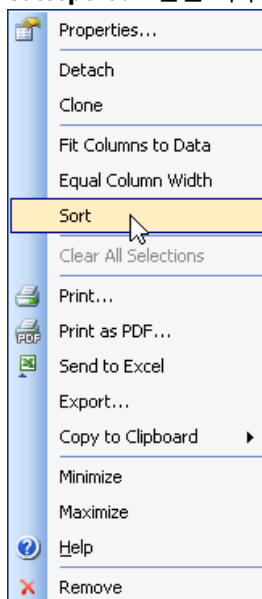 Properties...
Detach
Clone
Fit Columns to Data
Equal Column Width
Sort
Clear All Selections
Print...
Print as PDF...
PDF
Send to Excel
Export...
Copy to Clipboard
Minimize
Maximize
Help
Remove